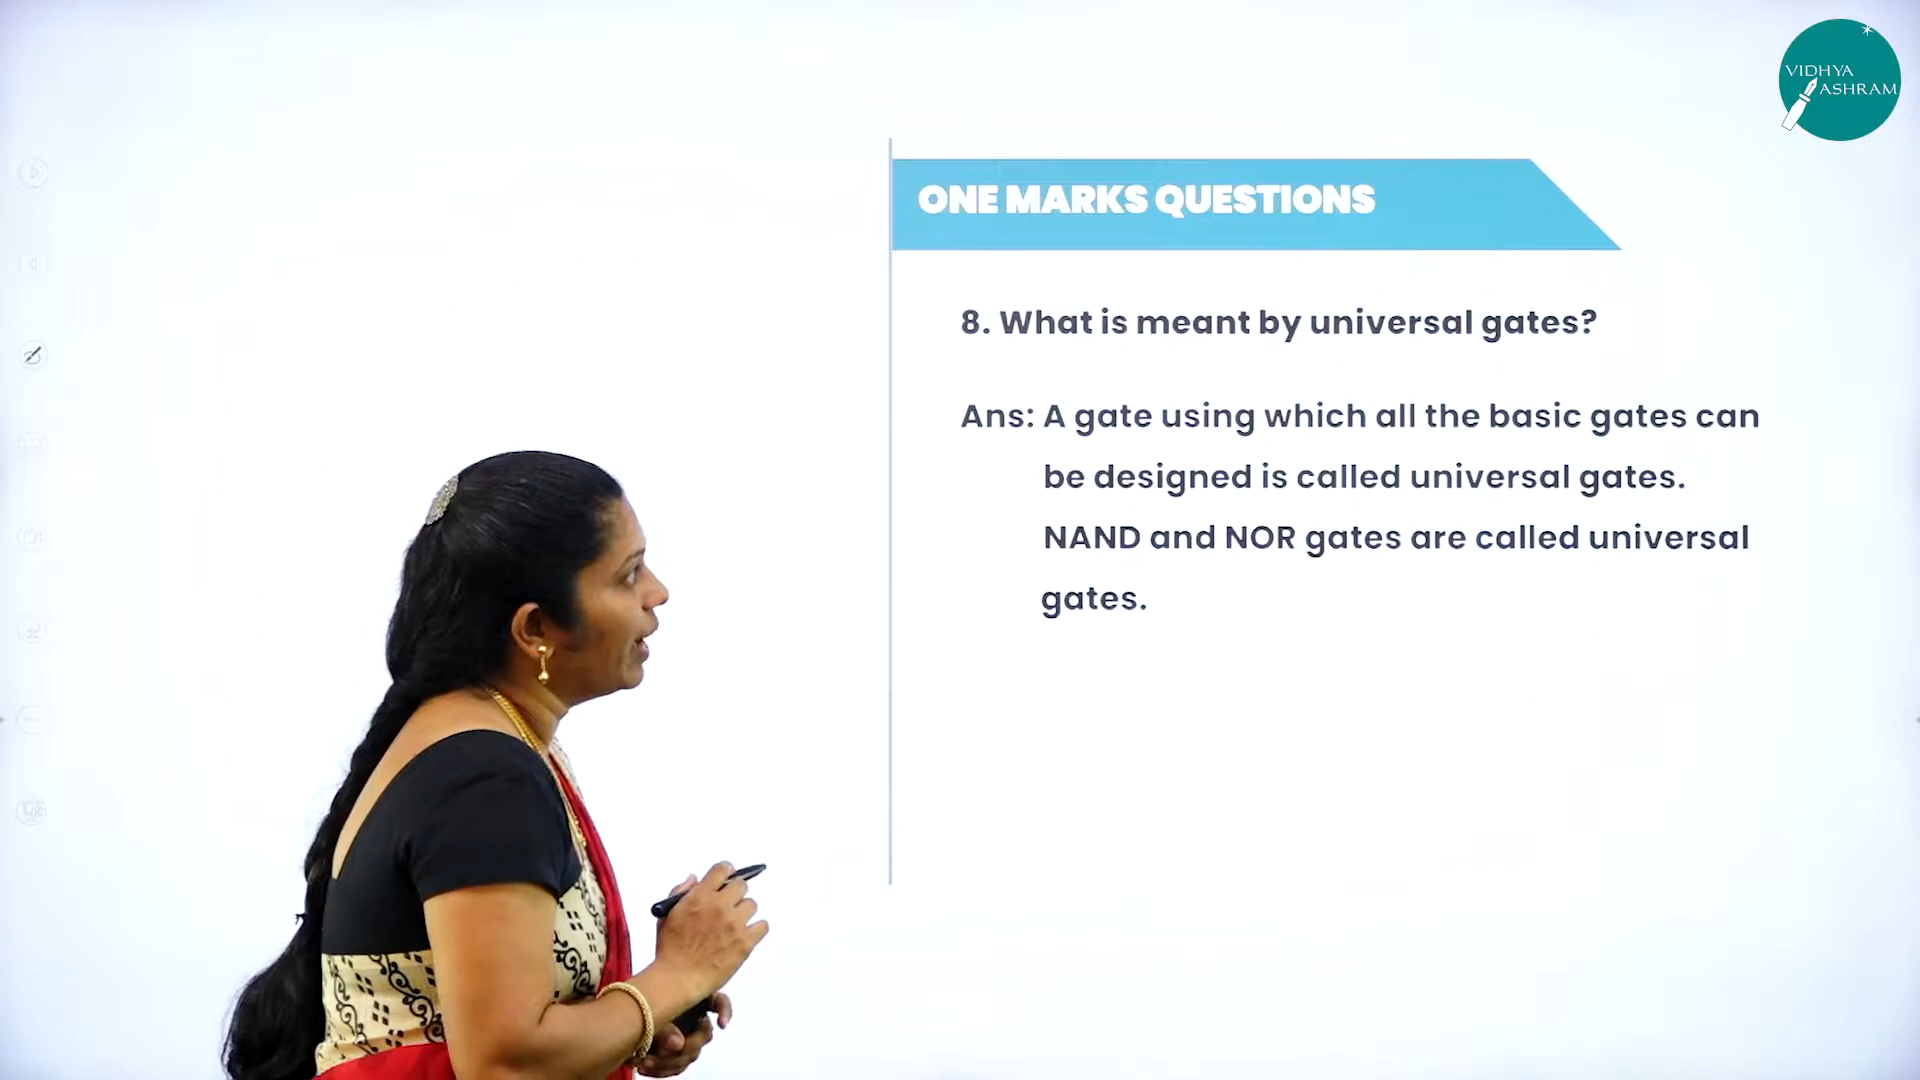 VIDHYA
ASHRAM
ONE MARKS QUESTIONS
8. What is meant by universal gates?
Ans: A gate using which all the basic gates can
be designed is called universal gates.
NAND and NOR gates are called universal
gates.